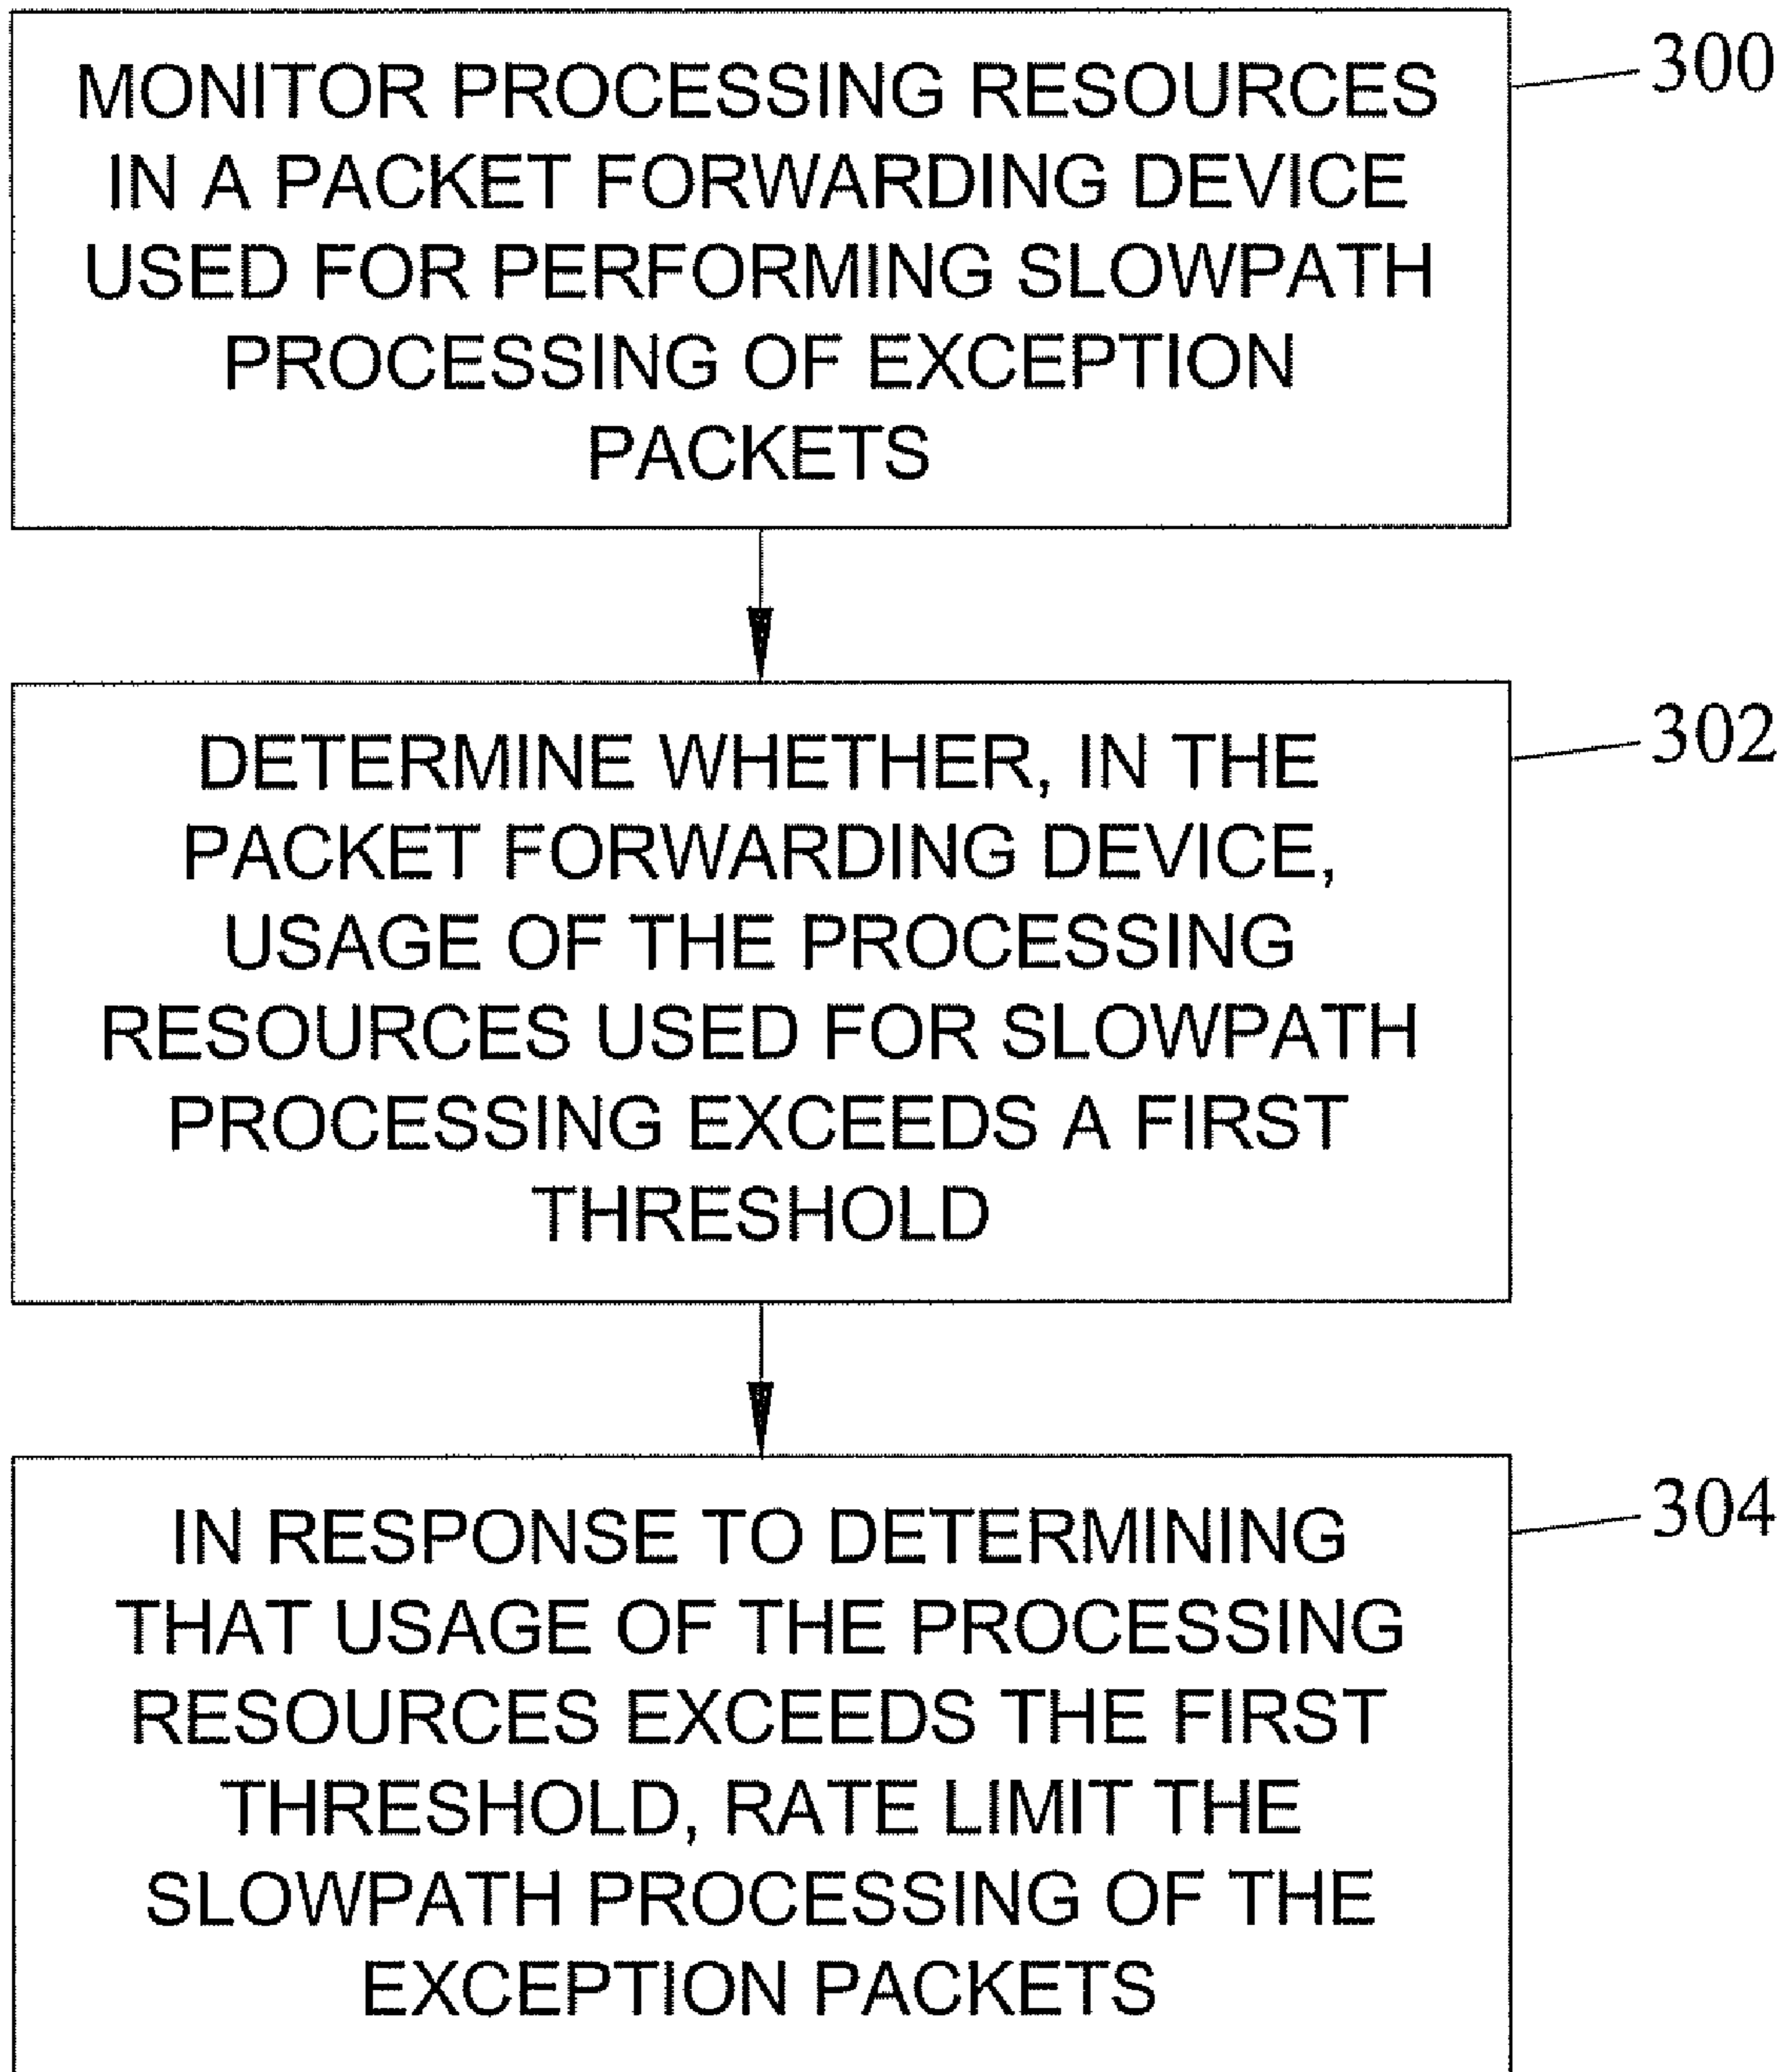 MONITOR PROCESSING RESOURCES
IN A PACKET FORWARDING DEVICE
USED FOR PERFORMING SLOWPATH
PROCESSING OF EXCEPTION
PACKETS
300
DETERMINE WHETHER, IN THE
PACKET FORWARDING DEVICE,
USAGE OF THE PROCESSING
RESOURCES USED FOR SLOWPATH
PROCESSING EXCEEDS A FIRST
THRESHOLD
302
IN RESPONSE TO DETERMINING
THAT USAGE OF THE PROCESSING
RESOURCES EXCEEDS THE FIRST
THRESHOLD, RATE LIMIT THE
SLOWPATH PROCESSING OF THE
EXCEPTION PACKETS
304